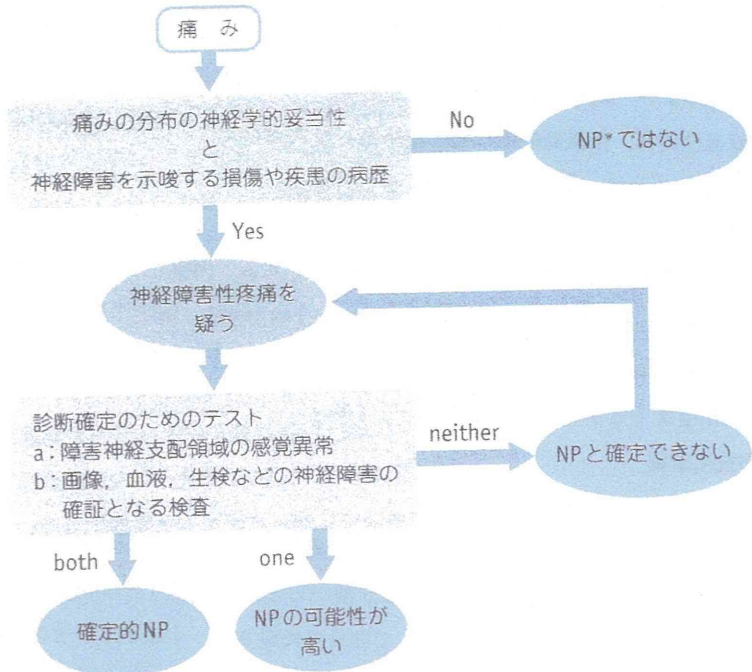 痛 み
痛みの分布の神経学的妥当性
と
神経障害を示唆する損傷や疾患の病歴
No
NP*ではない
Yes
神経障害性疼痛を
疑う
診断確定のためのテスト
a：障害神経支配領域の感覚異常
b：画像，血液，生検などの神経障害の
確証となる検査
neither
NPと確定できない
both
one
確定的NP
NPの可能性が
高い